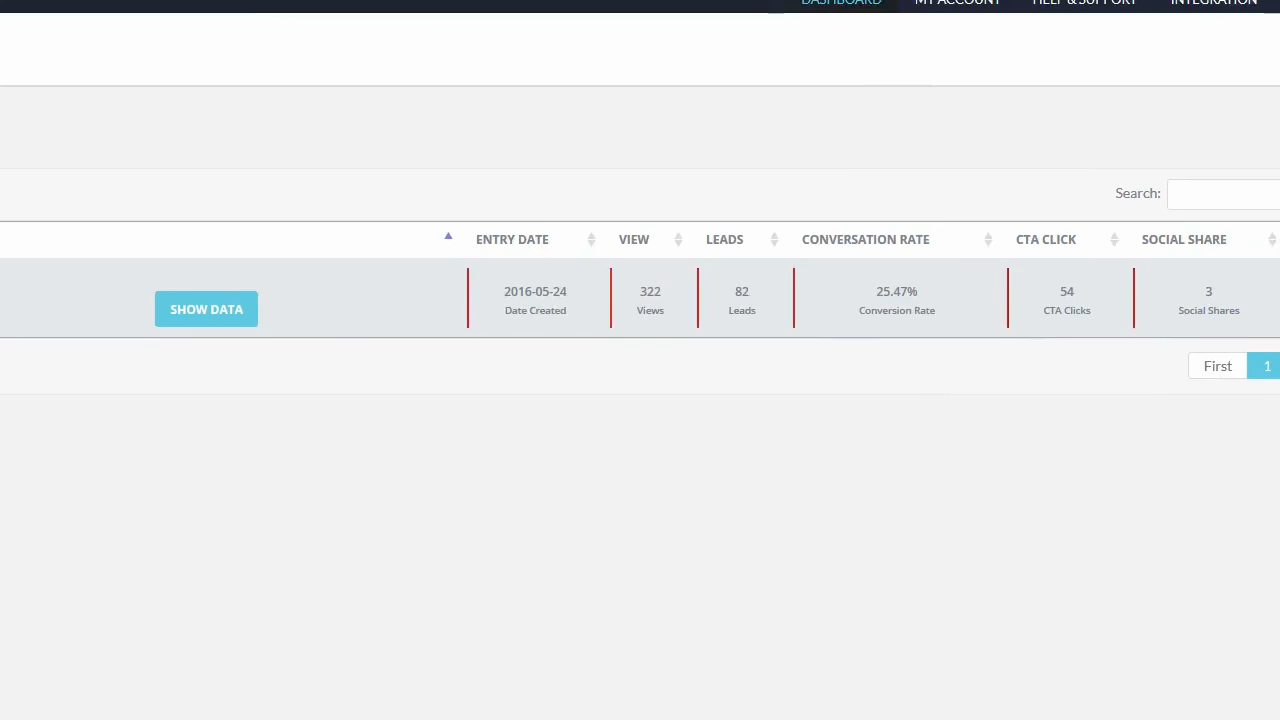 DASHBOARD MY ACCOUNT HELP & SUPPORT INTEGRATION
Search:
ENTRY DATE VIEW LEADS CONVERSATION RATE CTA CLICK SOCIAL SHARE
SHOW DATA
2016-05-24 322 82 25.47% 54 3
Date Created Views Leads Conversion Rate CTA Clicks Social Shares
First 1